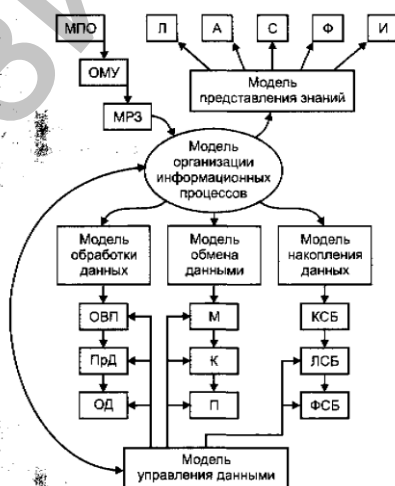 МПО
Л
А
С
Ф
И
ОМУ
МРЗ
Модель
представления знаний
Модель
организации
информационных
процессов
Модель
обработки
данных
Модель
обмена
данными
Модель
накопления
данных
ОВП
М
КСБ
ПрД
К
ЛСБ
ОД
П
ФСБ
Модель
управления данными